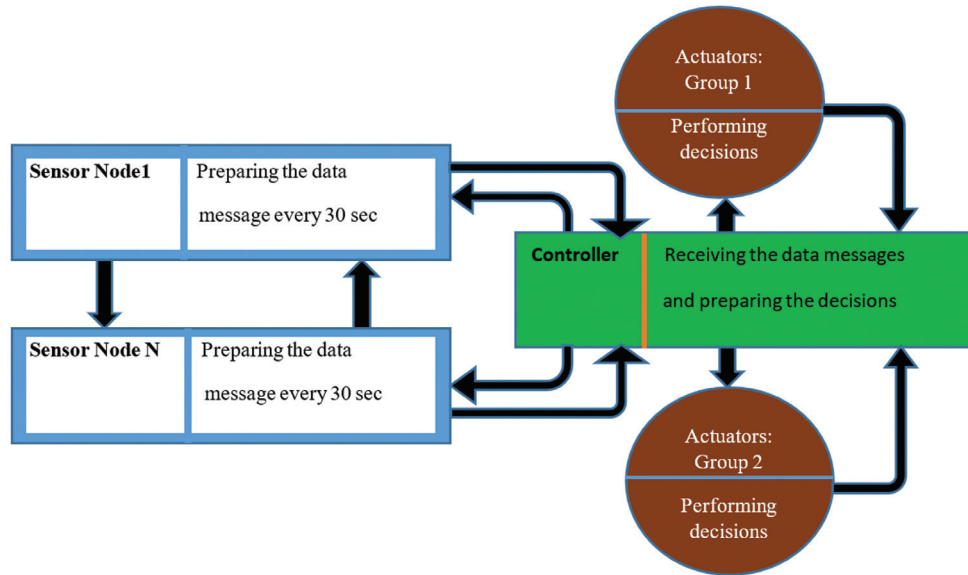 Actuators:
Group 1
Performing
decisions
Sensor Node1
Preparing the data
message every 30 sec
Controller
Receiving the data messages
and preparing the decisions
Sensor Node N
Preparing the data
message every 30 sec
Actuators:
Group 2
Performing
decisions